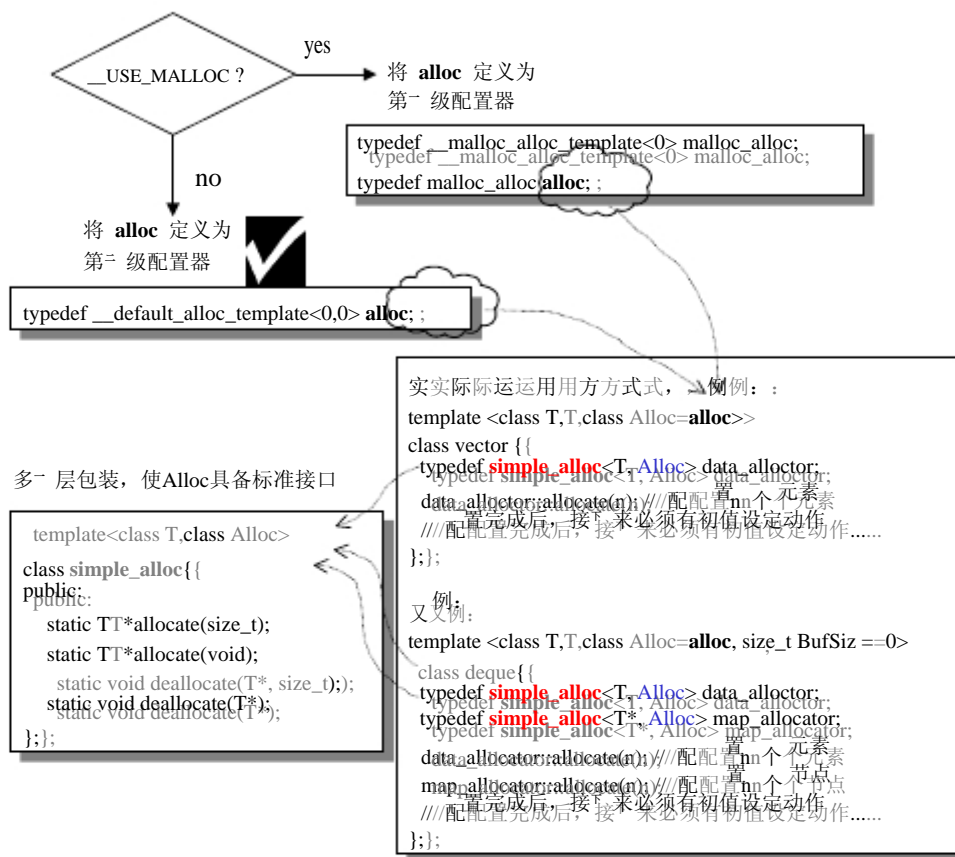 yes
__USE_MALLOC ?
将 alloc 定义为
第一 级配置器
typedef __malloc_alloc_template<0> malloc_alloc;
typedef malloc_alloc alloc;
no
将 alloc 定义为
第二 级配置器
typedef __default_alloc_template<0,0> alloc;
实际运用方式，例：
template <class T, class Alloc=alloc>
class vector {
typedef simple_alloc<T, Alloc> data_alloctor;
data_alloctor::allocate(n); //配置n个元素
//配置完成后，接下来必须有初值设定动作...
};
又例：
template <class T, class Alloc=alloc, size_t BufSiz =0>
class deque{
typedef simple_alloc<T, Alloc> data_alloctor;
typedef simple_alloc<T*, Alloc> map_allocator;
data_allocator::allcate(n); //配置n个元素
map_allocator::allcate(n); //配置n个节点
//配置完成后，接下来必须有初值设定动作...
};
多一 层包装，使Alloc具备标准接口
template<class T,class Alloc>
class simple_alloc{
public:
static T*allocate(size_t);
static T*allocate(void);
static void deallocate(T*, size_t);
static void deallocate(T*);
};